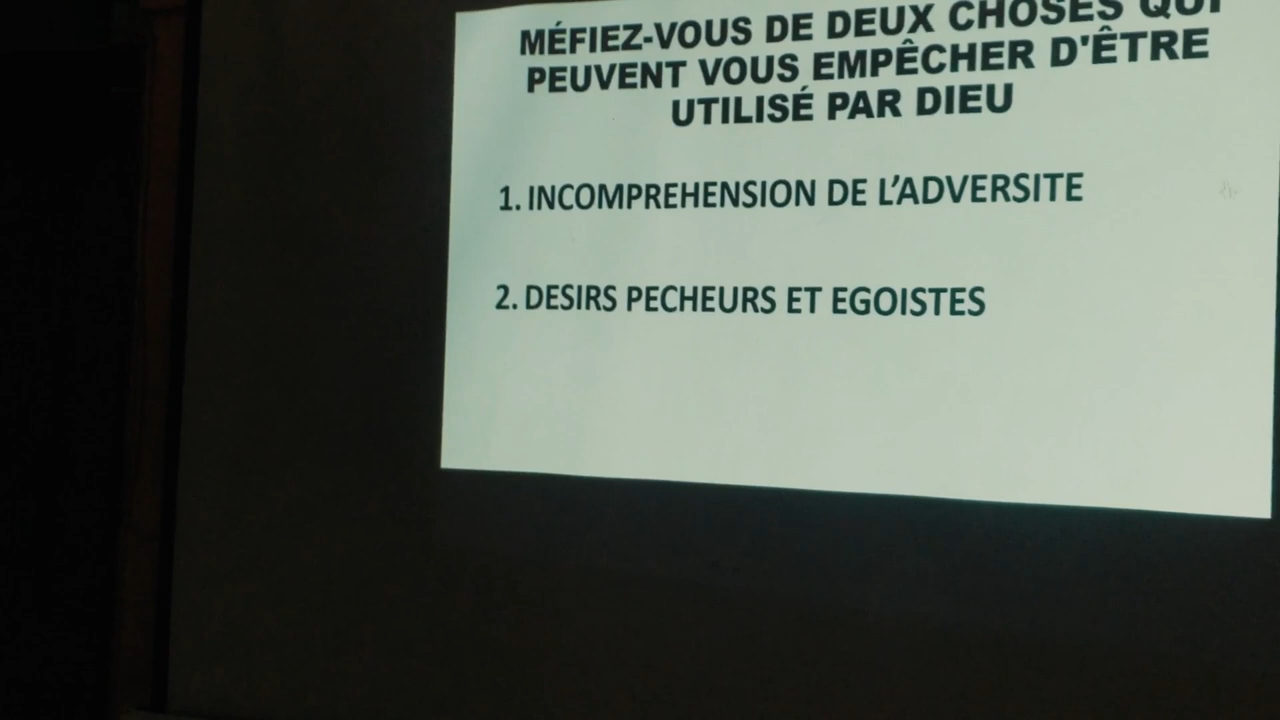 MÉFIEZ-VOUS DE DEUX CHOSES QUI
PEUVENT VOUS EMPÊCHER D'ÊTRE
UTILISÉ PAR DIEU
1. INCOMPREHENSION DE L’ADVERSITE
2. DESIRS PECHEURS ET EGOISTES